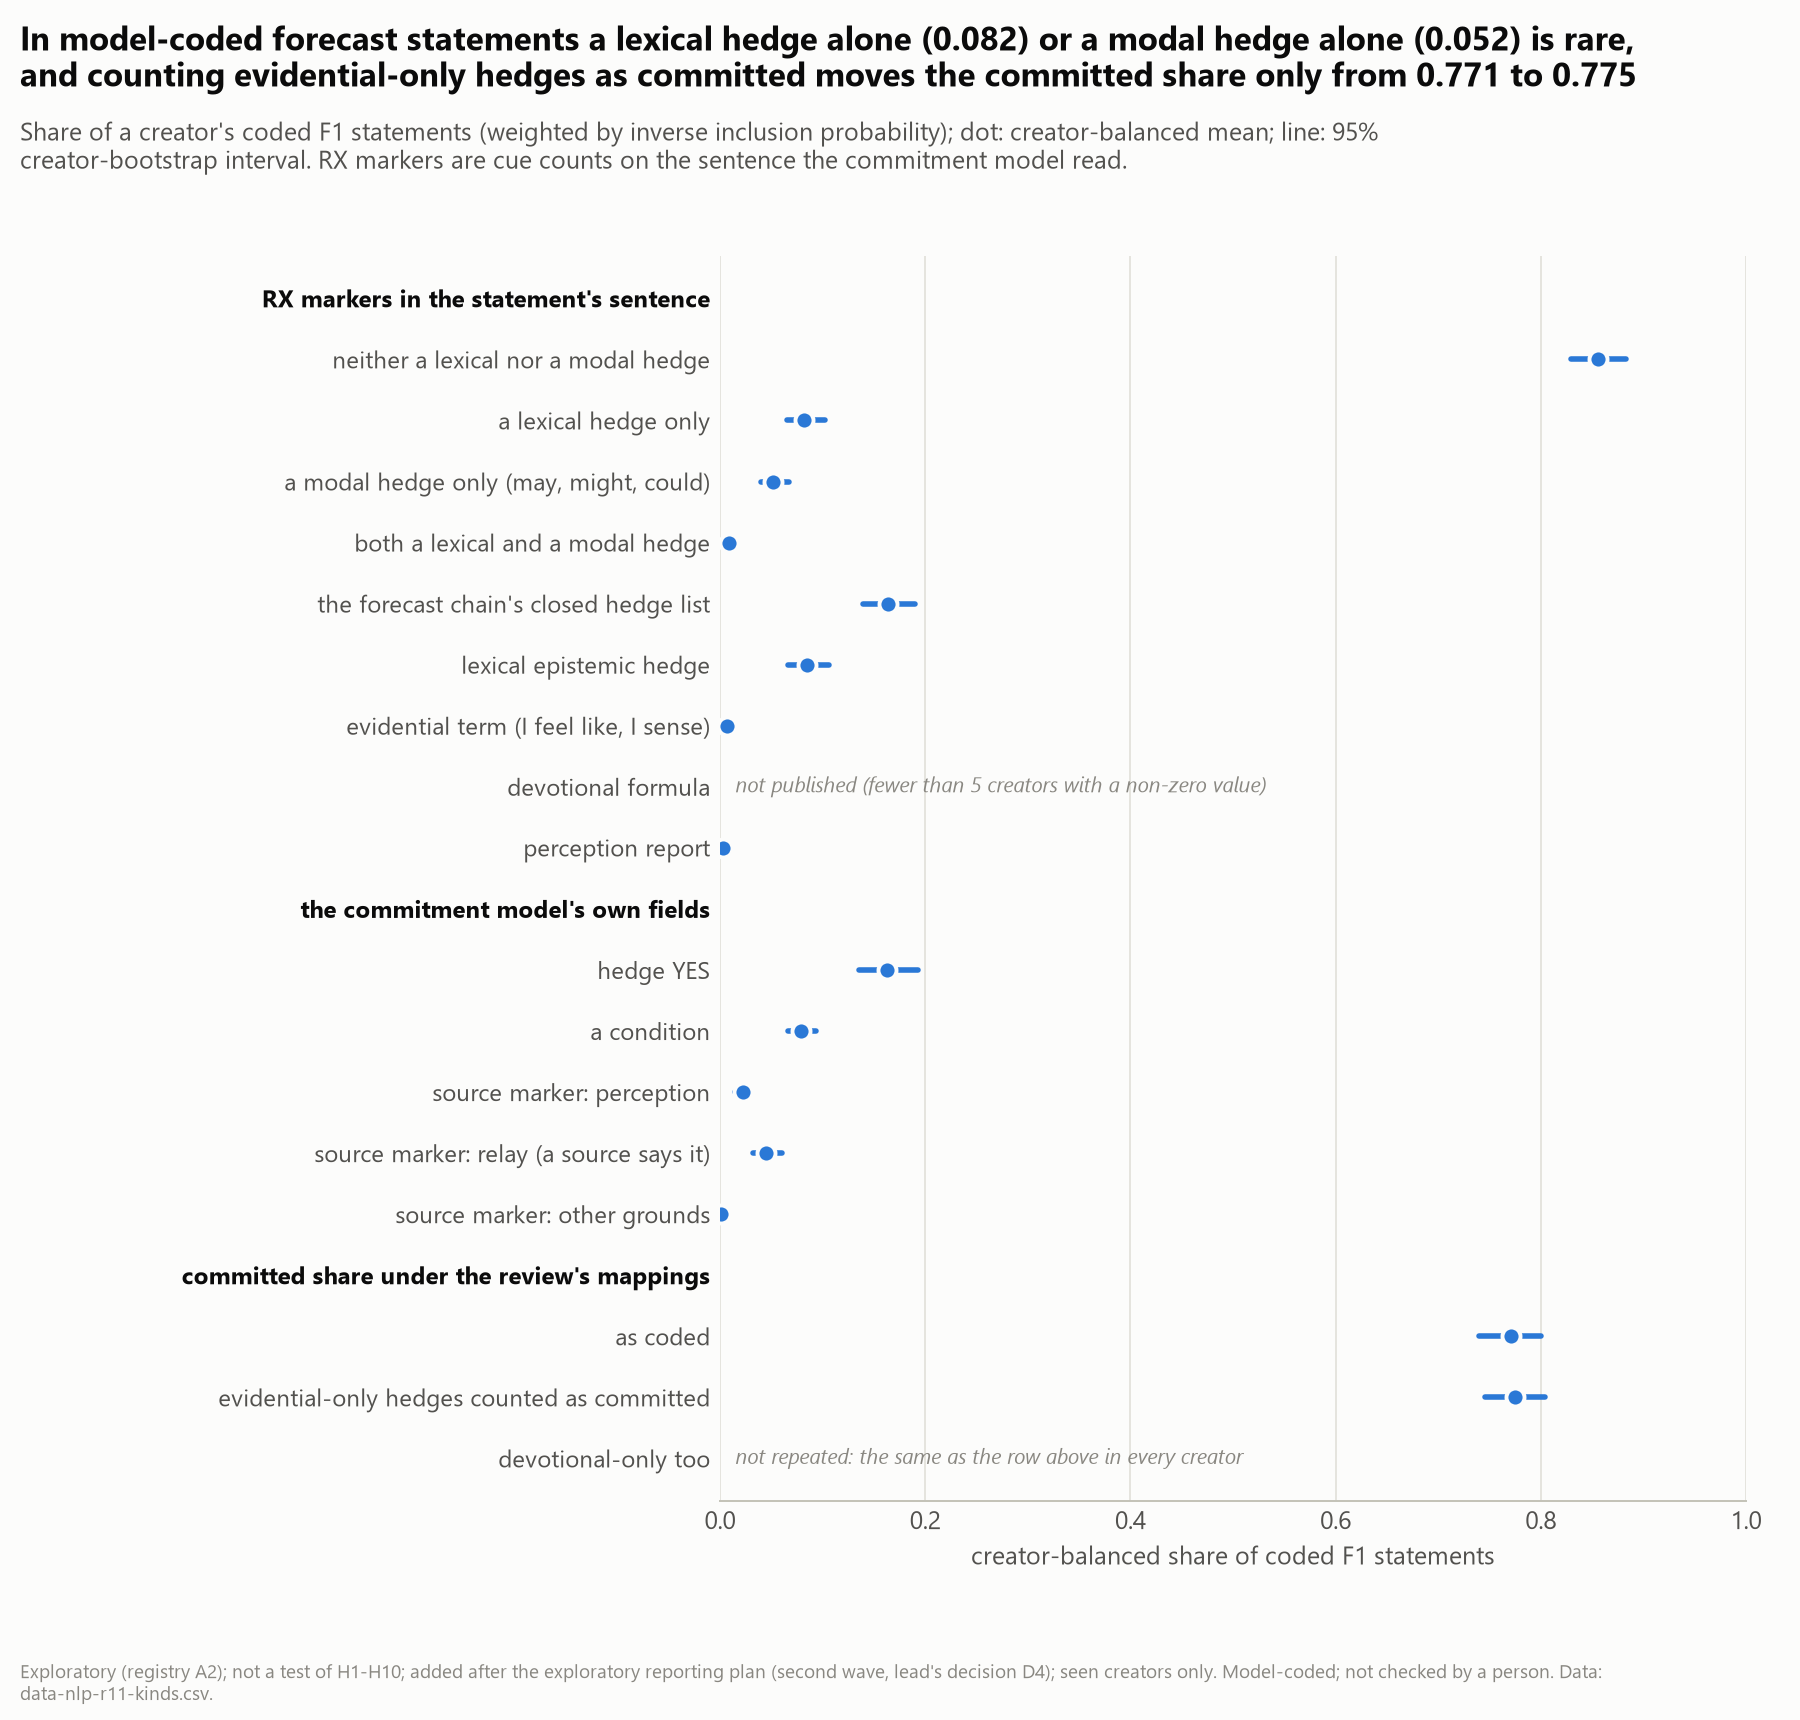 In model-coded forecast statements a lexical hedge alone (0.082) or a modal hedge alone (0.052) is rare,
and counting evidential-only hedges as committed moves the committed share only from 0.771 to 0.775
Share of a creator's coded F1 statements (weighted by inverse inclusion probability); dot: creator-balanced mean; line: 95%
creator-bootstrap interval. RX markers are cue counts on the sentence the commitment model read.
RX markers in the statement's sentence
neither a lexical nor a modal hedge
a lexical hedge only
a modal hedge only (may, might, could)
both a lexical and a modal hedge
the forecast chain's closed hedge list
lexical epistemic hedge
evidential term (I feel like, I sense)
devotional formula not published (fewer than 5 creators with a non-zero value)
perception report
the commitment model's own fields
hedge YES
a condition
source marker: perception
source marker: relay (a source says it)
source marker: other grounds
committed share under the review's mappings
as coded
evidential-only hedges counted as committed
devotional-only too not repeated: the same as the row above in every creator
0.0 0.2 0.4 0.6 0.8 1.0
creator-balanced share of coded F1 statements
Exploratory (registry A2); not a test of H1-H10; added after the exploratory reporting plan (second wave, lead's decision D4); seen creators only. Model-coded; not checked by a person. Data:
data-nlp-r11-kinds.csv.